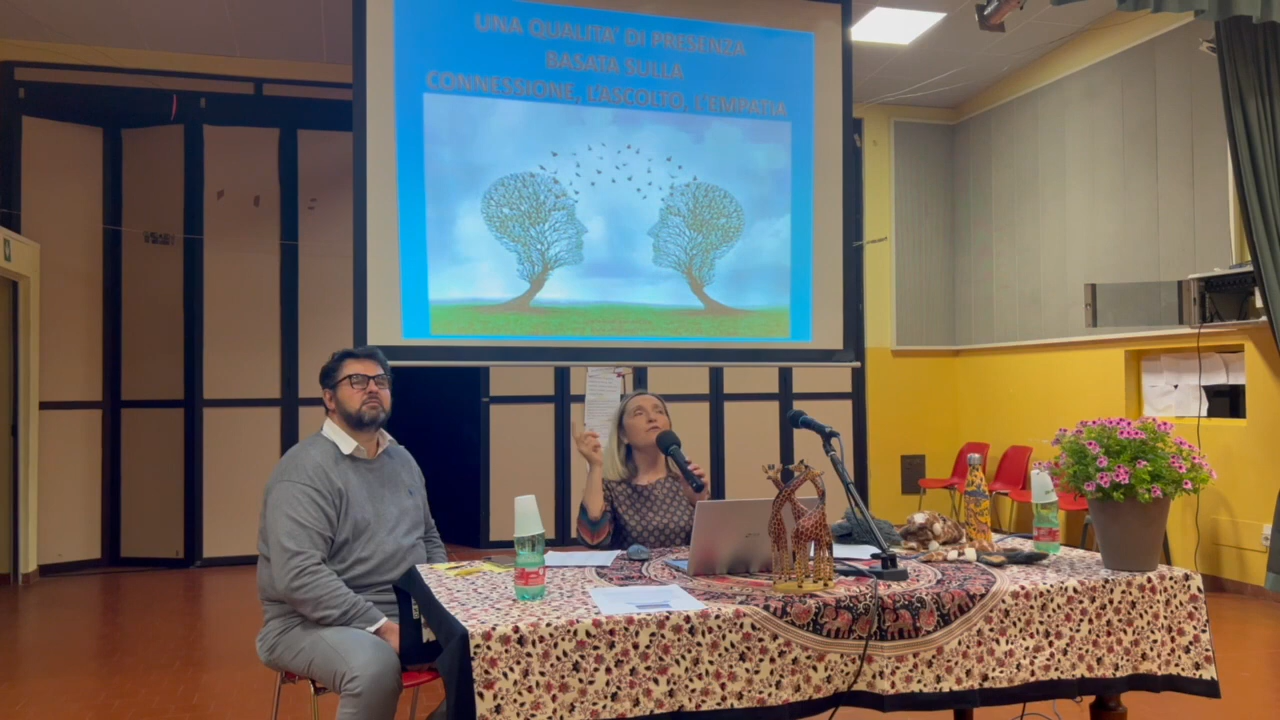 UNA QUALITA' DI PRESENZA
BASATA SULLA
CONNESSIONE, L'ASCOLTO, L'EMPATIA